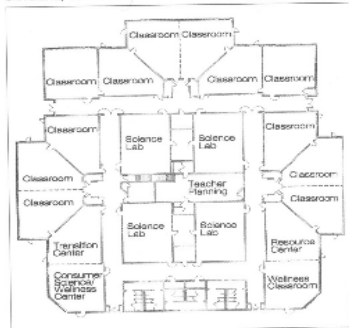 Classroom Classroom
Classroom Classroom Classroom Classroom
Classroom Science Lab Science Lab Classroom
Classroom Classroom
Classroom Teacher Planning Classroom
Science Lab Science Lab
Transition Center Resource Center
Consumer Science/ Wellness Center Wellness Classroom